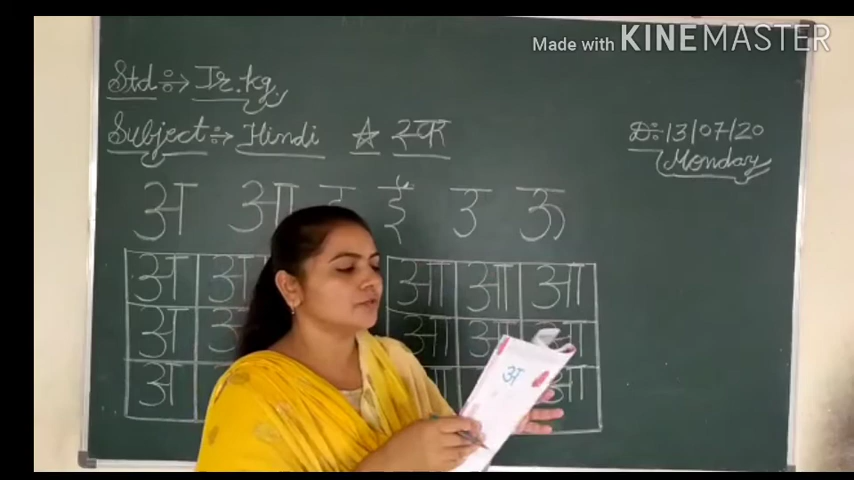 Made with KINEMASTER
Std :→ Jr.kg.
Subject :→ Hindi ☆ स्वर
D:-13/07/20
Monday
अ आ इ ई उ ऊ
अ अ आ आ आ
अ अ आ आ आ
अ आ
अ